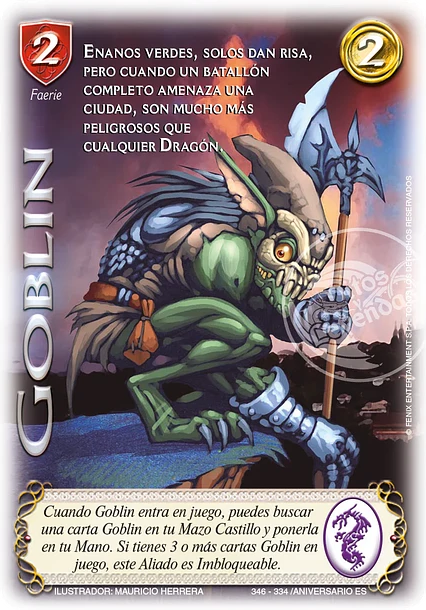 2
Faerie
ENANOS VERDES, SOLOS DAN RISA,
PERO CUANDO UN BATALLÓN
COMPLETO AMENAZA UNA
CIUDAD, SON MUCHO MÁS
PELIGROSOS QUE
CUALQUIER DRAGÓN.
2
GOBLIN
Cuando Goblin entra en juego, puedes buscar
una carta Goblin en tu Mazo Castillo y ponerla
en tu Mano. Si tienes 3 o más cartas Goblin en
juego, este Aliado es Imbloqueable.
ILUSTRADOR: MAURICIO HERRERA
346 - 334 /ANIVERSARIO ES
© FENIX ENTERTAINMENT
DERECHOS RESERVADOS